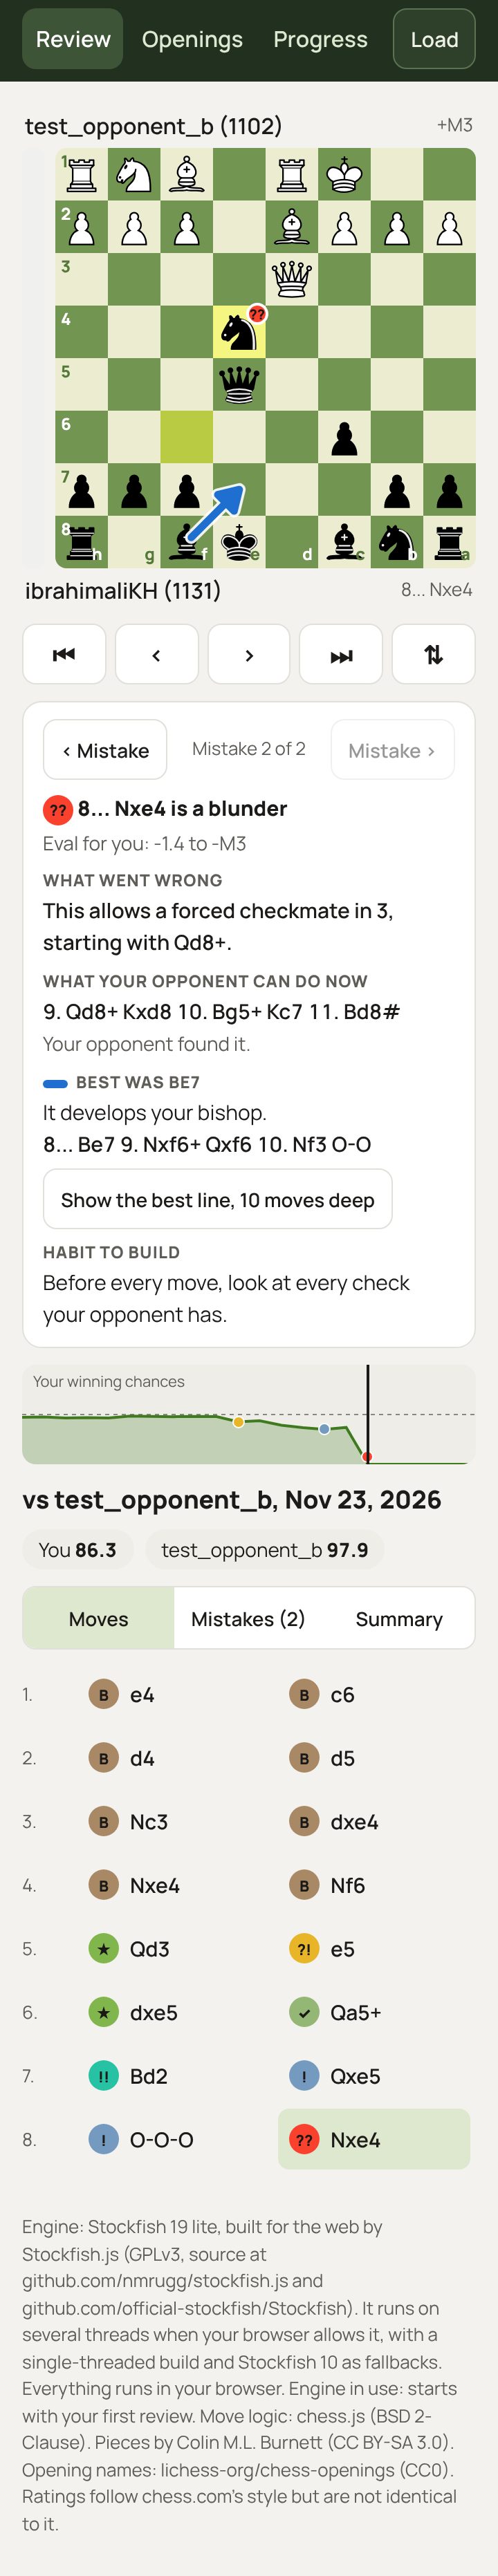 Review Openings Progress Load
test_opponent_b (1102) +M3
1
2
3
4
??
5
6
7
8
h g f e d c b a
ibrahimaliKH (1131) 8... Nxe4
‹ Mistake Mistake 2 of 2 Mistake ›
?? 8... Nxe4 is a blunder
Eval for you: -1.4 to -M3
WHAT WENT WRONG
This allows a forced checkmate in 3,
starting with Qd8+.
WHAT YOUR OPPONENT CAN DO NOW
9. Qd8+ Kxd8 10. Bg5+ Kc7 11. Bd8#
Your opponent found it.
BEST WAS BE7
It develops your bishop.
8... Be7 9. Nxf6+ Qxf6 10. Nf3 O-O
Show the best line, 10 moves deep
HABIT TO BUILD
Before every move, look at every check
your opponent has.
Your winning chances
vs test_opponent_b, Nov 23, 2026
You 86.3 test_opponent_b 97.9
Moves Mistakes (2) Summary
1. B e4 B c6
2. B d4 B d5
3. B Nc3 B dxe4
4. B Nxe4 B Nf6
5. ★ Qd3 ?! e5
6. ★ dxe5 ✓ Qa5+
7. !! Bd2 ! Qxe5
8. ! O-O-O ?? Nxe4
Engine: Stockfish 19 lite, built for the web by
Stockfish.js (GPLv3, source at
github.com/nmrugg/stockfish.js and
github.com/official-stockfish/Stockfish). It runs on
several threads when your browser allows it, with a
single-threaded build and Stockfish 10 as fallbacks.
Everything runs in your browser. Engine in use: starts
with your first review. Move logic: chess.js (BSD 2-
Clause). Pieces by Colin M.L. Burnett (CC BY-SA 3.0).
Opening names: lichess-org/chess-openings (CC0).
Ratings follow chess.com's style but are not identical
to it.